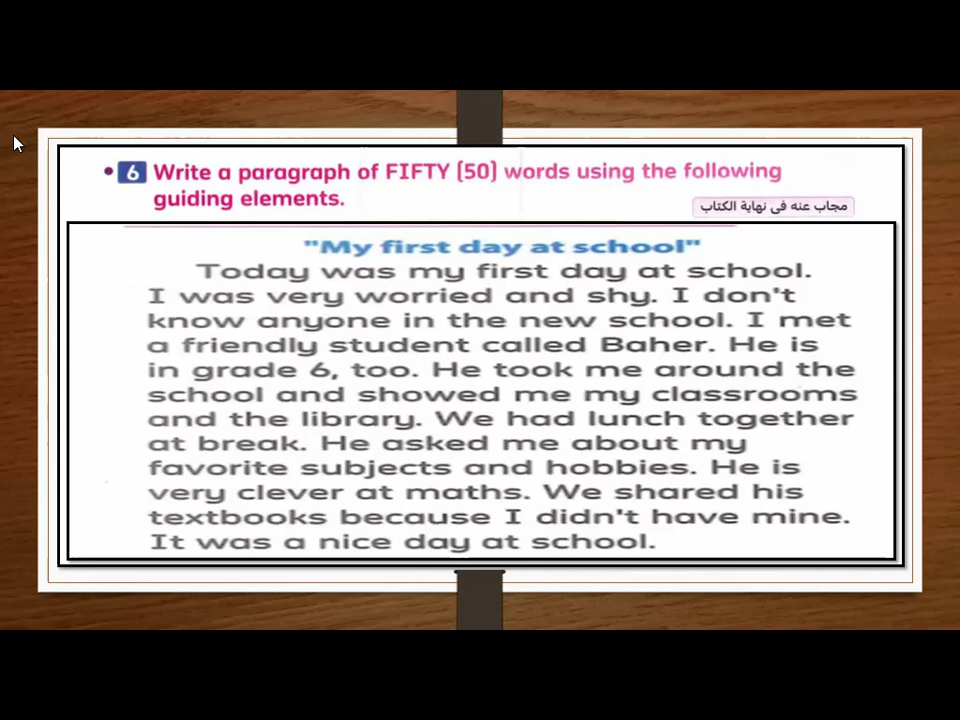 • 6 Write a paragraph of FIFTY (50) words using the following
guiding elements.
مجاب عنه فى نهاية الكتاب
"My first day at school"
Today was my first day at school.
I was very worried and shy. I don't
know anyone in the new school. I met
a friendly student called Baher. He is
in grade 6, too. He took me around the
school and showed me my classrooms
and the library. We had lunch together
at break. He asked me about my
favorite subjects and hobbies. He is
very clever at maths. We shared his
textbooks because I didn't have mine.
It was a nice day at school.